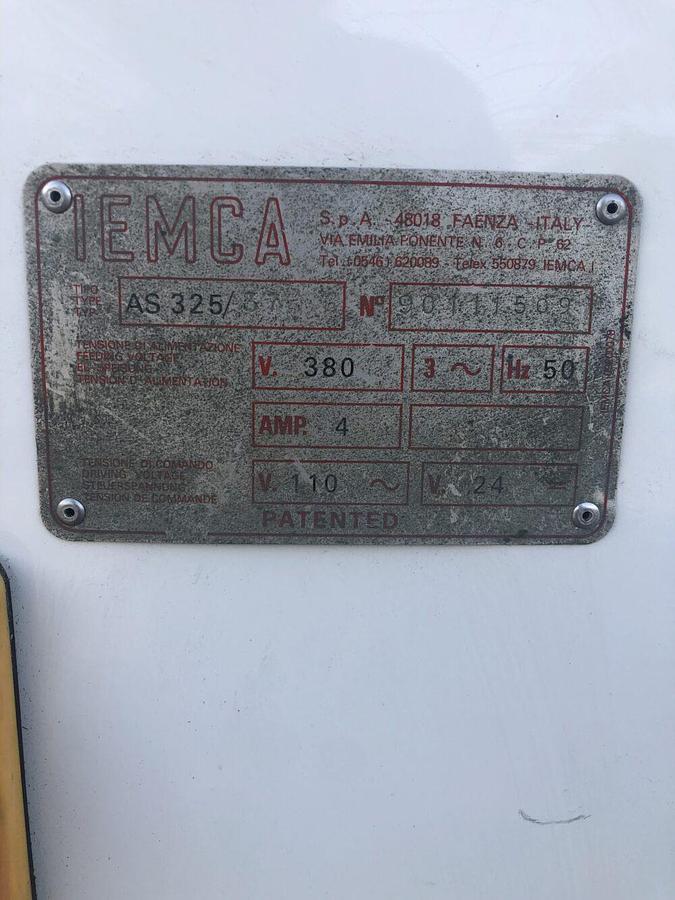 IEMCA
S.p.A. - 48018 FAENZA - ITALY
VIA EMILIA PONENTE N. 6 - C.P. 62
Tel. (0546) 620089 - Telex 550879 IEMCA I
TIPO
TYPE
TYP
AS 325/
N° 90111509
TENSIONE DI ALIMENTAZIONE
FEEDING VOLTAGE
TENSION D'ALIMENTATION
V. 380
3 ~
Hz 50
AMP. 4
TENSIONE DI COMANDO
DRIVING VOLTAGE
STEUERSPANNUNG
TENSION DE COMMANDE
V. 110 ~
V. 24 =
PATENTED